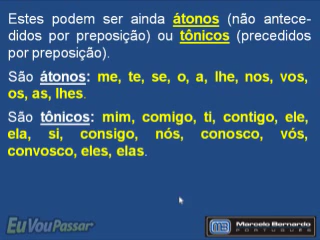 Estes podem ser ainda átonos (não antece-
didos por preposição) ou tônicos (precedidos
por preposição).
São átonos: me, te, se, o, a, lhe, nos, vos,
os, as, lhes.
São tônicos: mim, comigo, ti, contigo, ele,
ela, si, consigo, nós, conosco, vós,
convosco, eles, elas.
EuVouPassar
Marcelo Bernardo
PORTUGUÊS